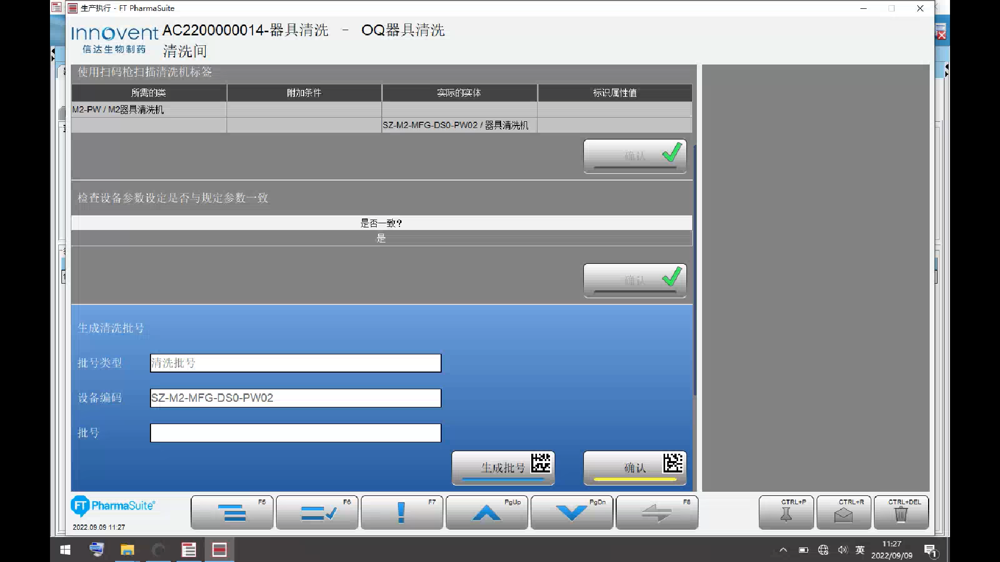 生产执行 - FT PharmaSuite
Innovent
信达生物制药
AC2200000014-器具清洗 - OQ器具清洗
清洗间
使用扫码枪扫描清洗机标签
所需的类 附加条件 实际的实体 标识属性值
M2-PW / M2器具清洗机
SZ-M2-MFG-DS0-PW02 / 器具清洗机
确认
检查设备参数设定是否与规定参数一致
是否一致?
是
确认
生成清洗批号
批号类型 清洗批号
设备编码 SZ-M2-MFG-DS0-PW02
批号
生成批号 确认
FT PharmaSuite®
F5 F6 F7 PgUp PgDn F8 CTRL+P CTRL+R CTRL+DEL
2022.09.09 11:27
英
11:27
2022/09/09
1